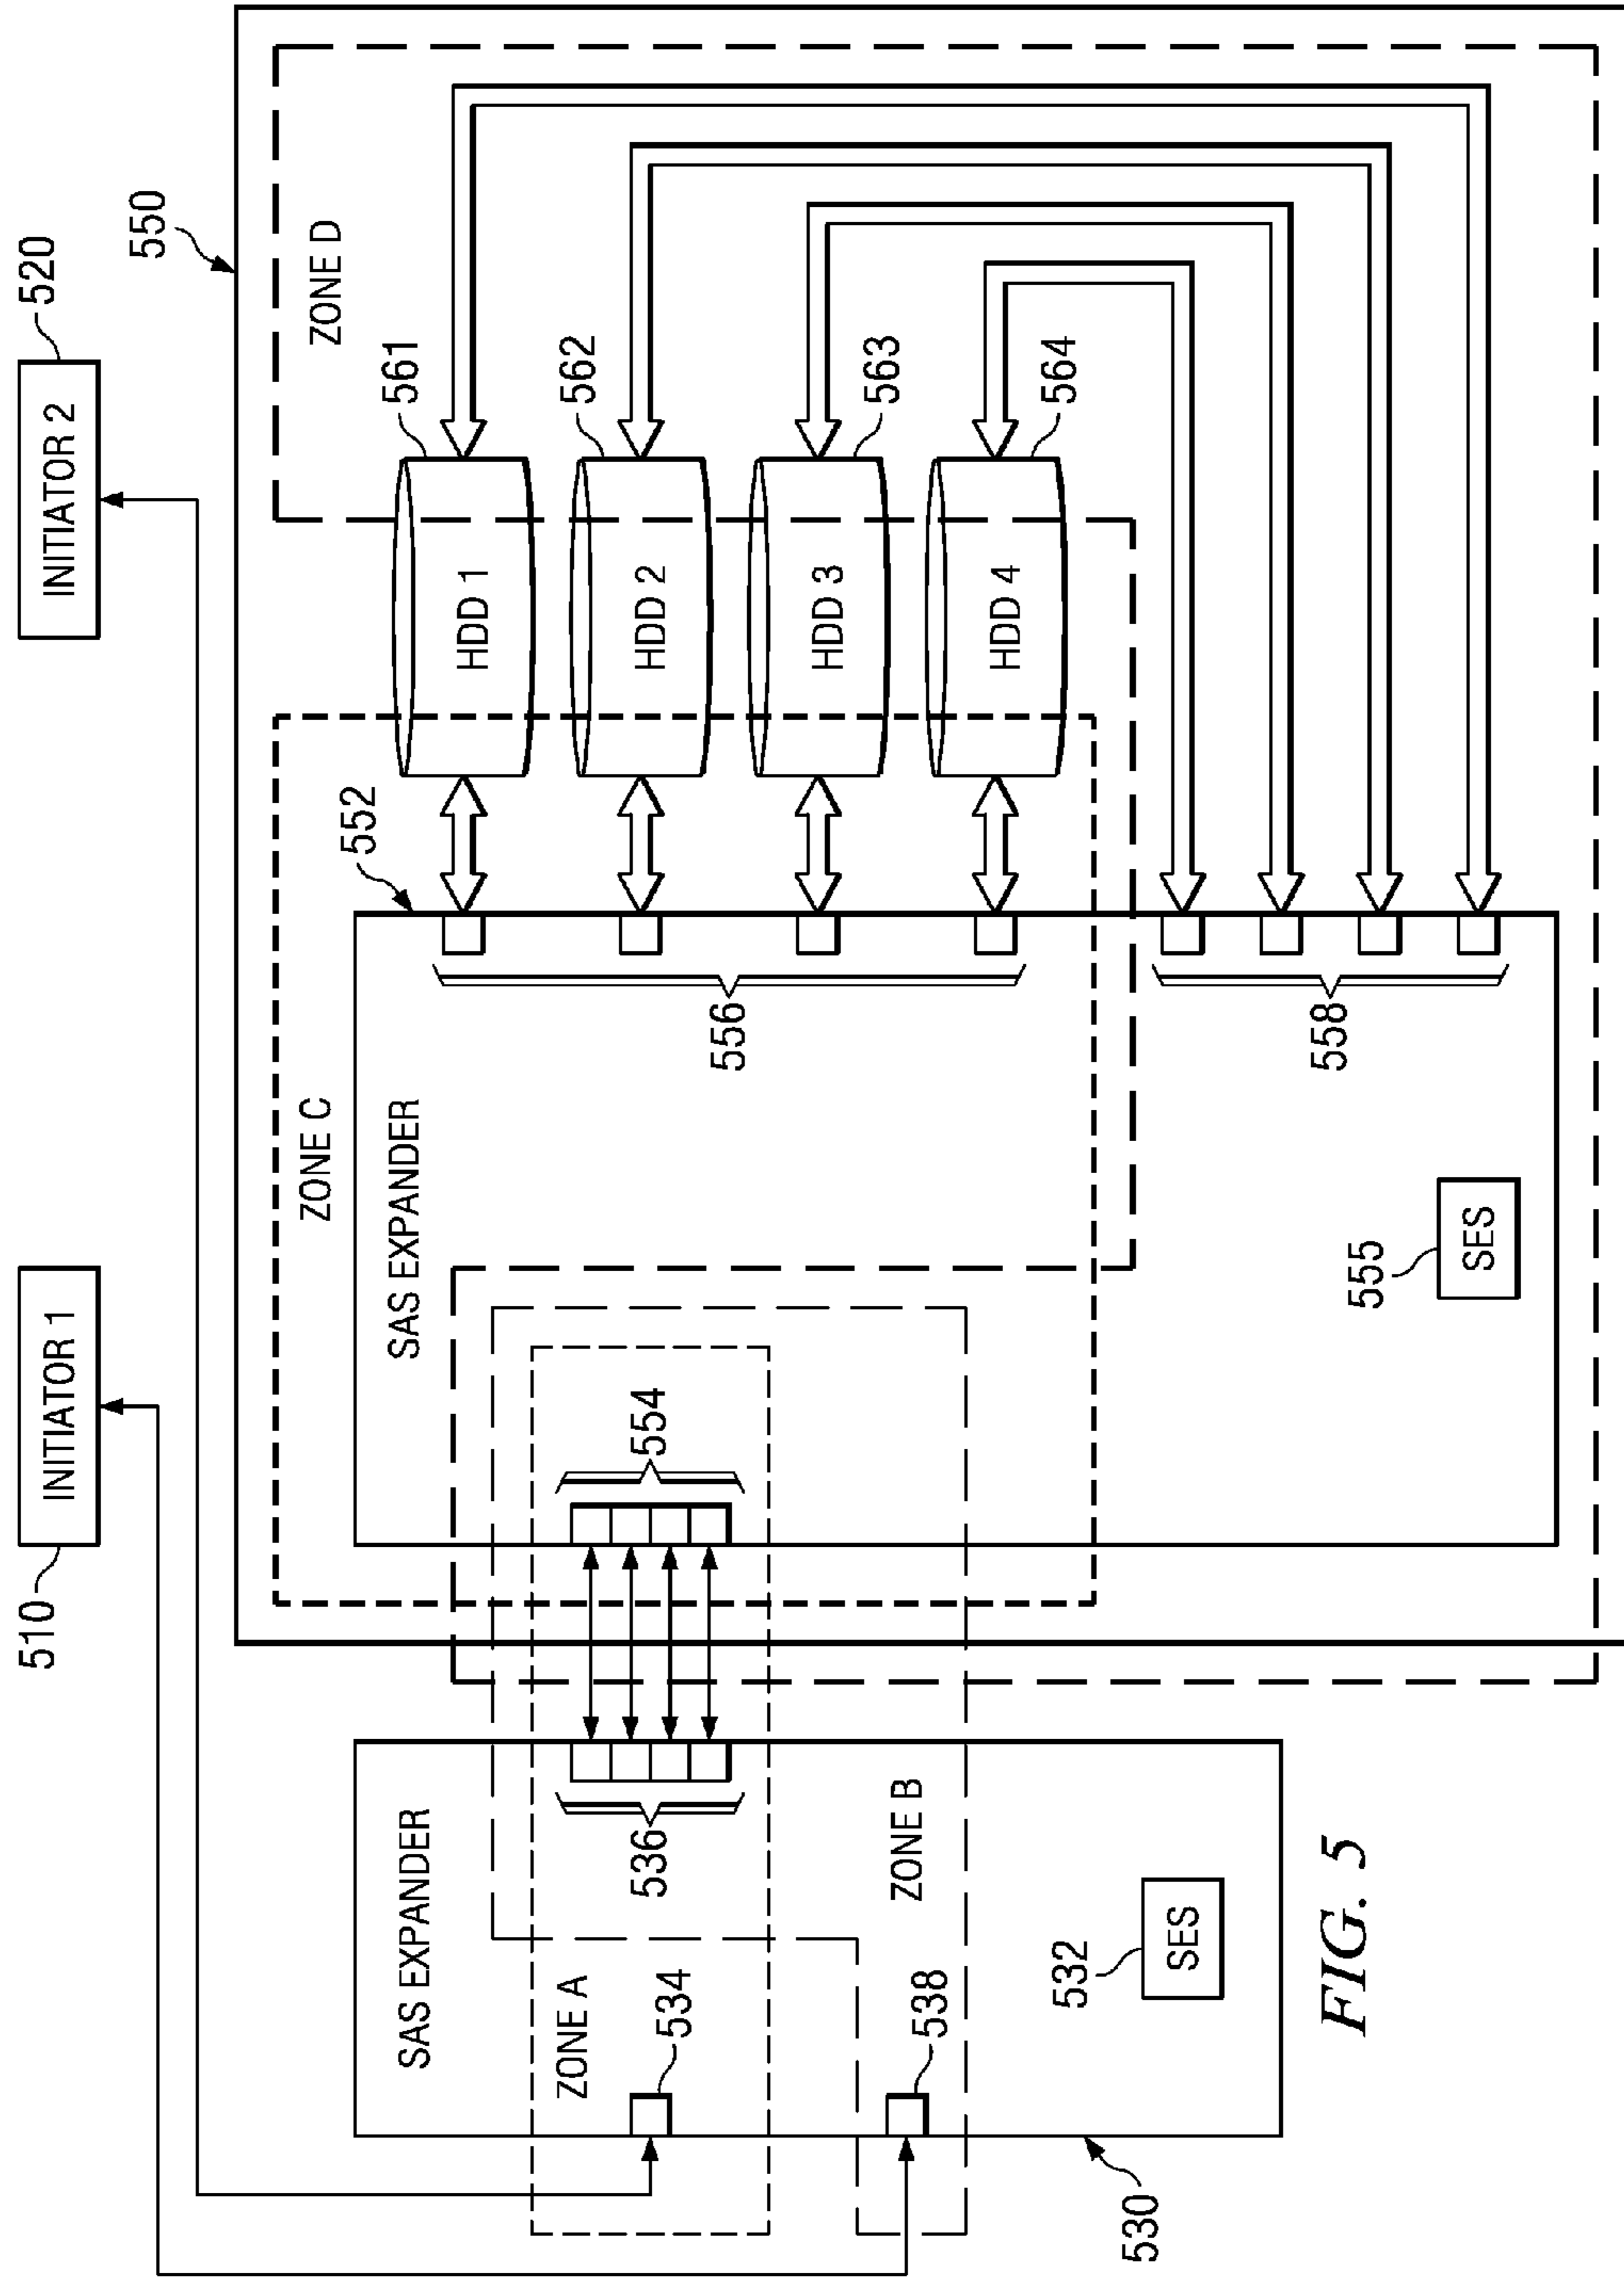 510
INITIATOR 1
INITIATOR 2
520
550
ZONE C
ZONE D
552
561
SAS EXPANDER
HDD 1
562
HDD 2
563
HDD 3
564
HDD 4
554
556
558
555
SES
SAS EXPANDER
536
ZONE A
534
ZONE B
538
532
SES
530
FIG. 5